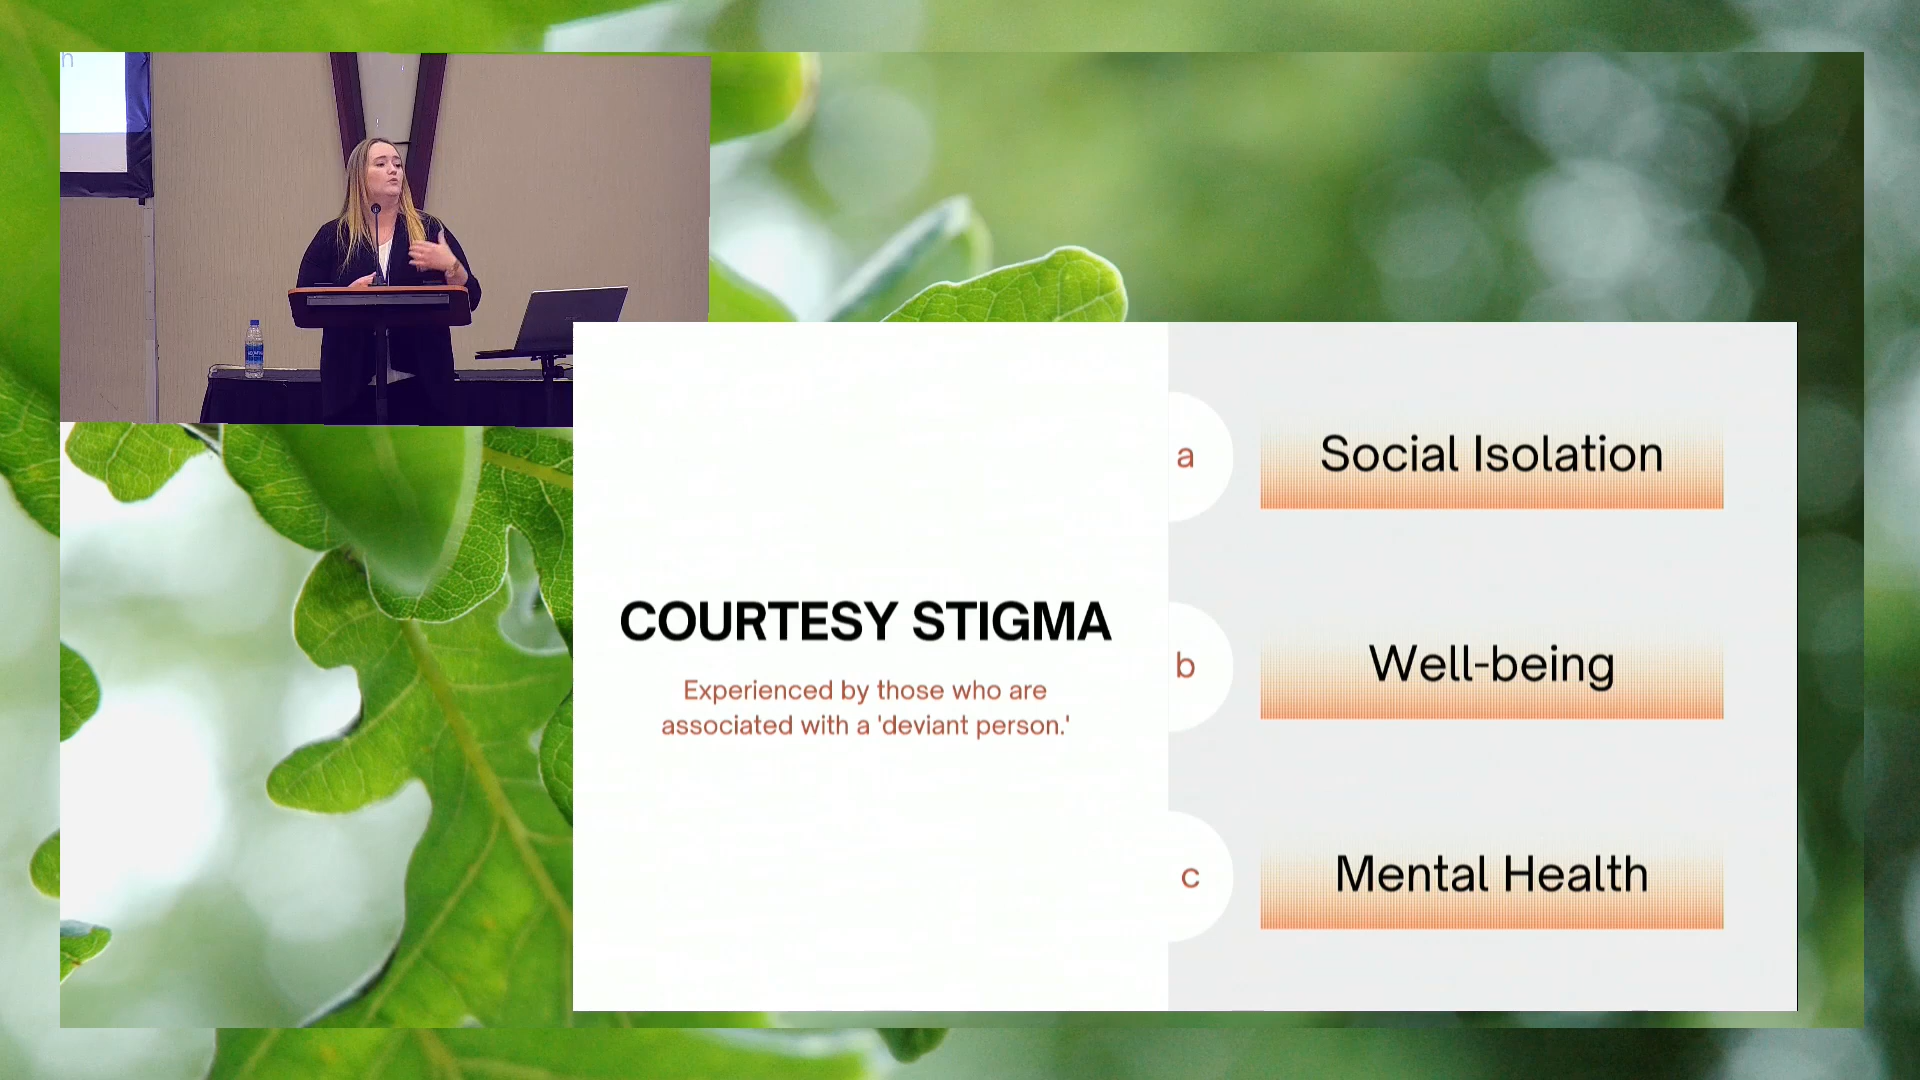 n
COURTESY STIGMA
Experienced by those who are
associated with a 'deviant person.'
a
Social Isolation
b
Well-being
c
Mental Health